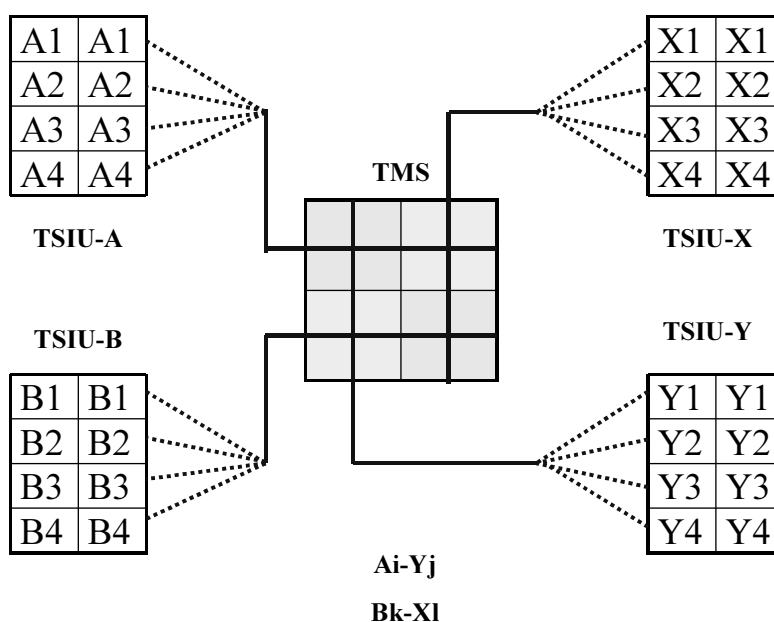 A1 A1
A2 A2
A3 A3
A4 A4
TSIU-A
X1 X1
X2 X2
X3 X3
X4 X4
TSIU-X
TMS
TSIU-B
B1 B1
B2 B2
B3 B3
B4 B4
TSIU-Y
Y1 Y1
Y2 Y2
Y3 Y3
Y4 Y4
Ai-Yj
Bk-Xl